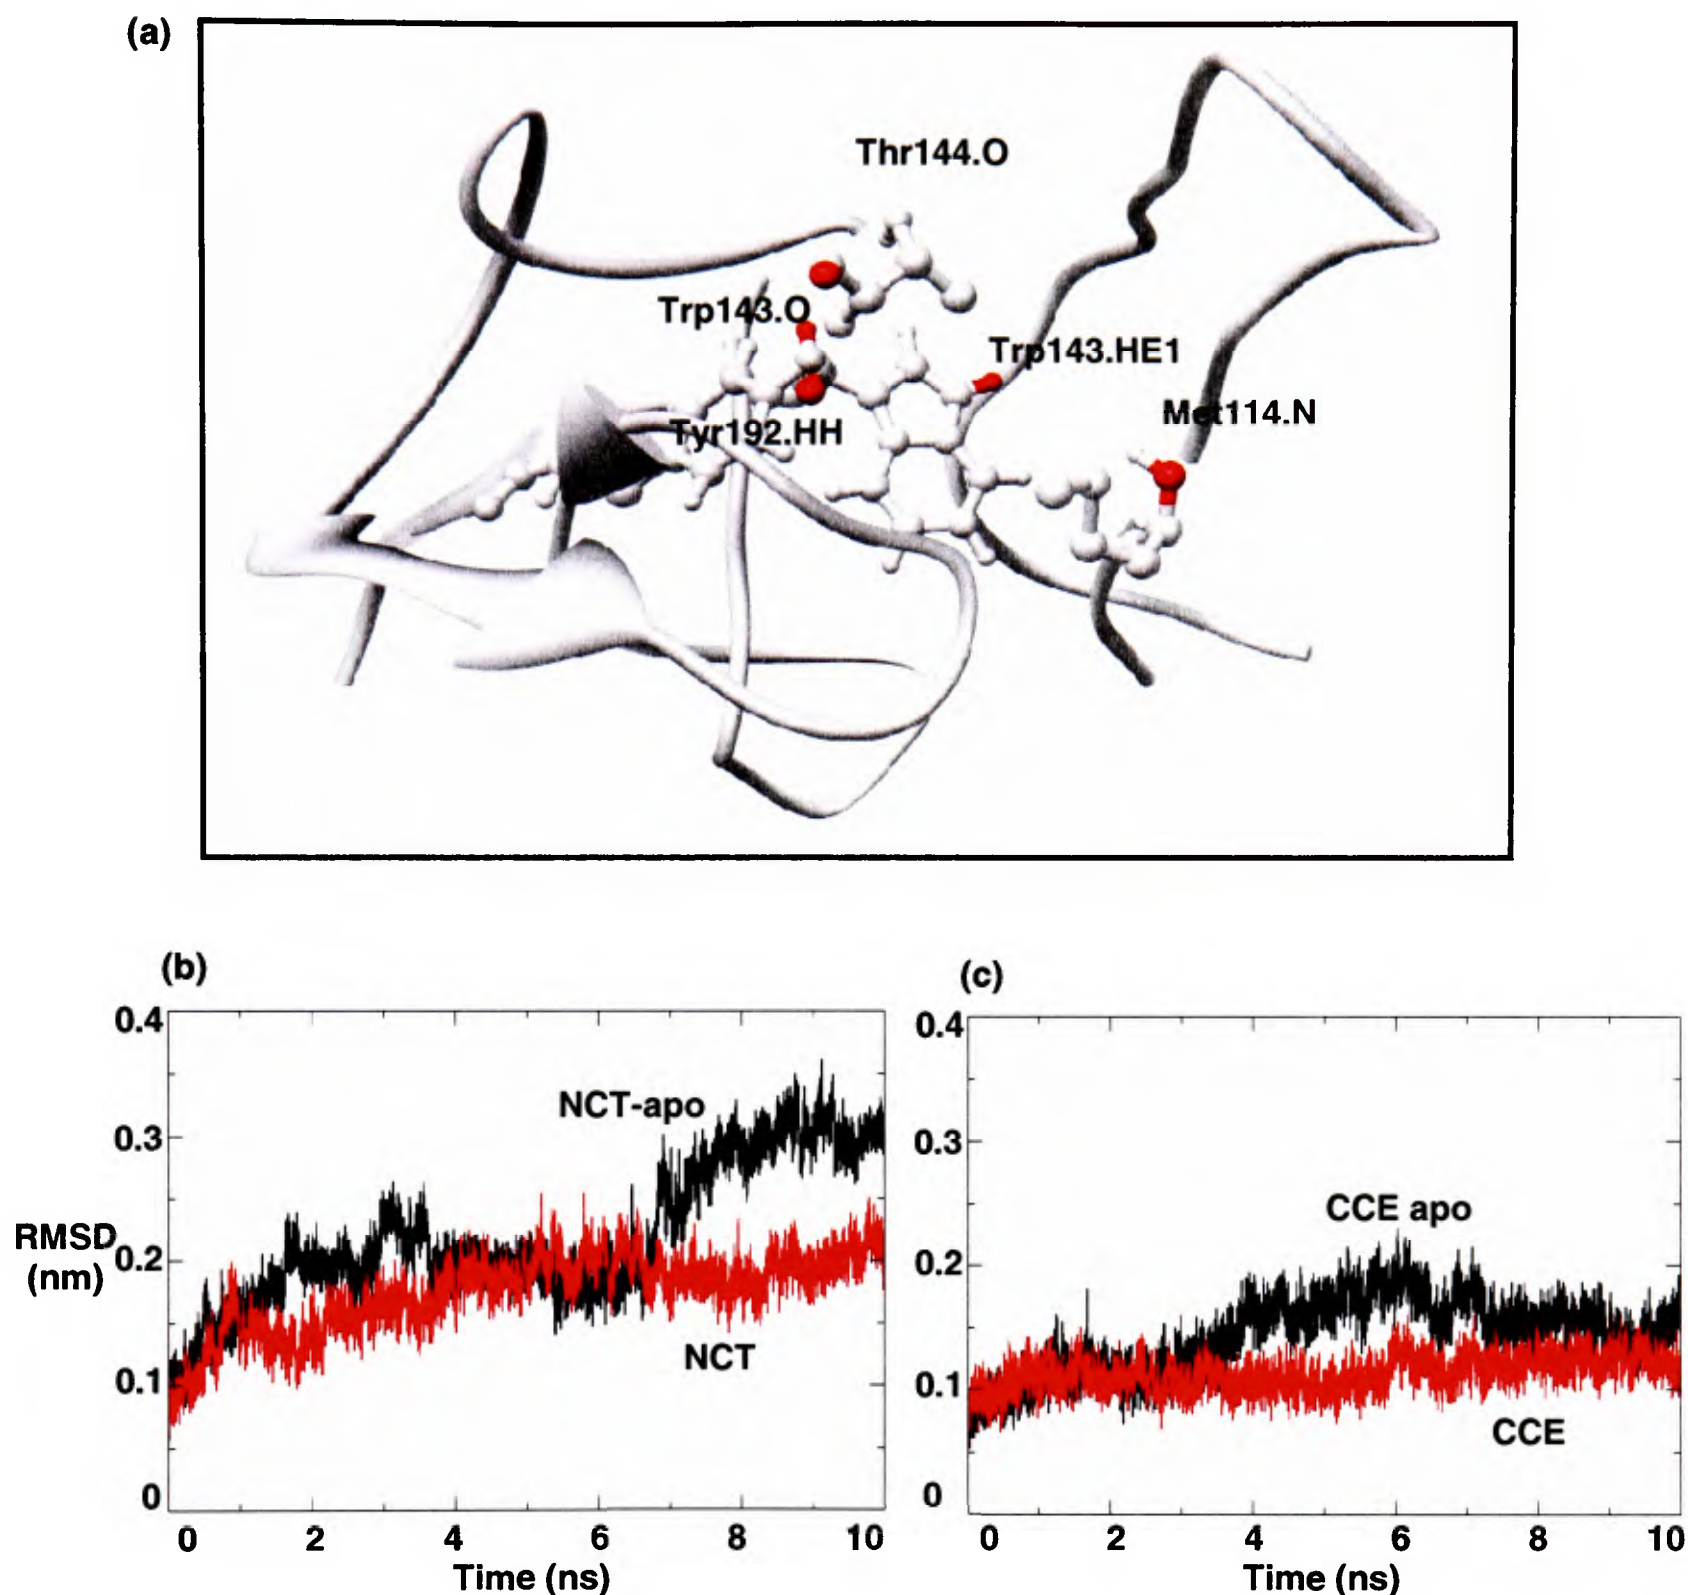 (a)
Thr144.O
Trp143.O
Trp143.HE1
Met114.N
Tyr192.HH
(b)
(c)
0.4
0.3
0.2
0.1
0
RMSD
(nm)
NCT-apo
NCT
0 2 4 6 8 10
Time (ns)
0.4
0.3
0.2
0.1
0
CCE apo
CCE
0 2 4 6 8 10
Time (ns)